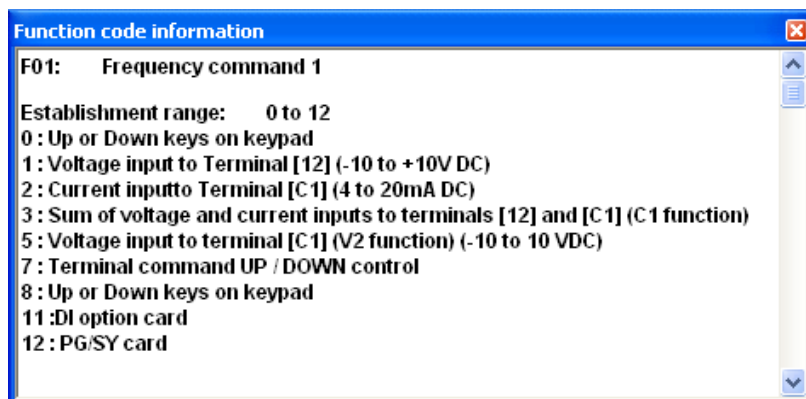 Function code information
F01: Frequency command 1
Establishment range: 0 to 12
0 : Up or Down keys on keypad
1 : Voltage input to Terminal [12] (-10 to +10V DC)
2 : Current inputto Terminal [C1] (4 to 20mA DC)
3 : Sum of voltage and current inputs to terminals [12] and [C1] (C1 function)
5 : Voltage input to terminal [C1] (V2 function) (-10 to 10 VDC)
7 : Terminal command UP / DOWN control
8 : Up or Down keys on keypad
11 :DI option card
12 : PG/SY card